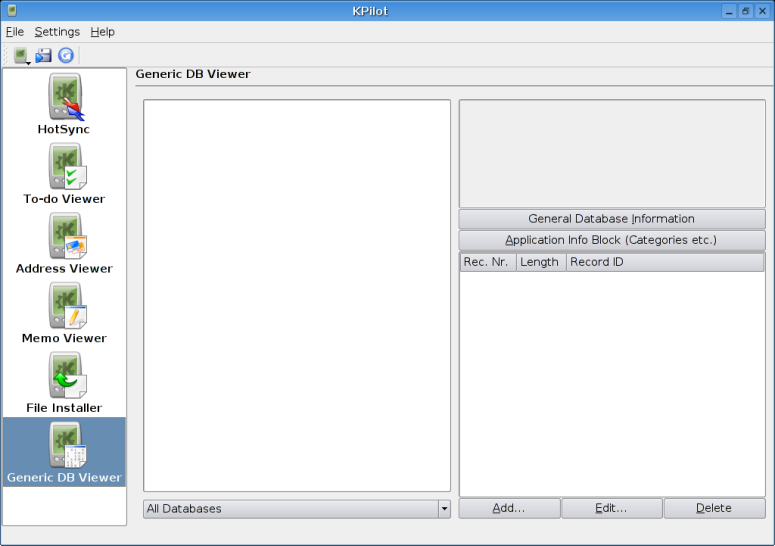 KPilot
File Settings Help
Generic DB Viewer
HotSync
To-do Viewer
Address Viewer
Memo Viewer
File Installer
Generic DB Viewer
All Databases
General Database Information
Application Info Block (Categories etc.)
Rec. Nr. Length Record ID
Add... Edit... Delete